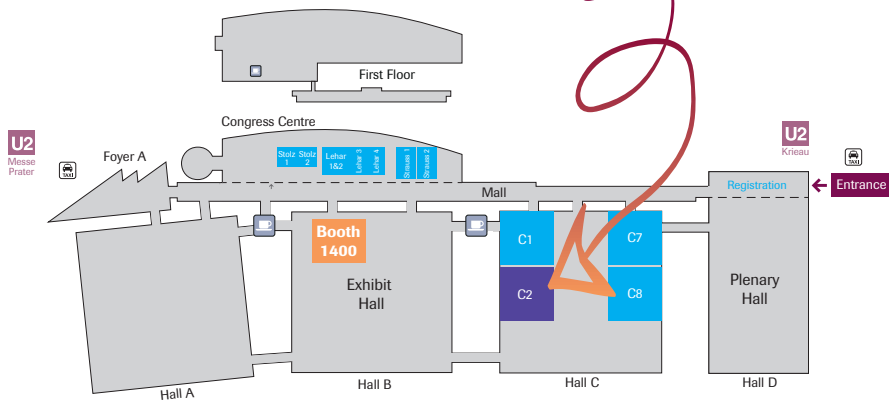 First Floor
Congress Centre
U2
Messe
Prater
TAXI
Foyer A
Stolz
1
Stolz
2
Lehar
1&2
Lehar 3
Lehar 4
Strauss 1
Strauss 2
U2
Krieau
TAXI
Mall
Registration
Entrance
Booth
1400
C1
C7
Exhibit
Hall
C2
C8
Plenary
Hall
Hall A
Hall B
Hall C
Hall D